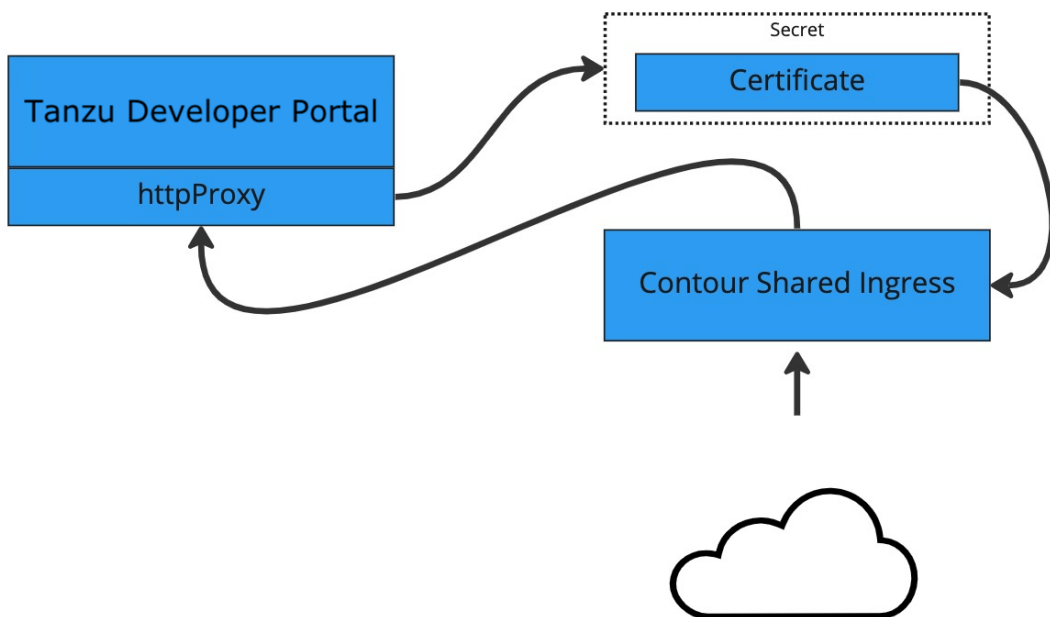 Secret
Certificate
Tanzu Developer Portal
httpProxy
Contour Shared Ingress